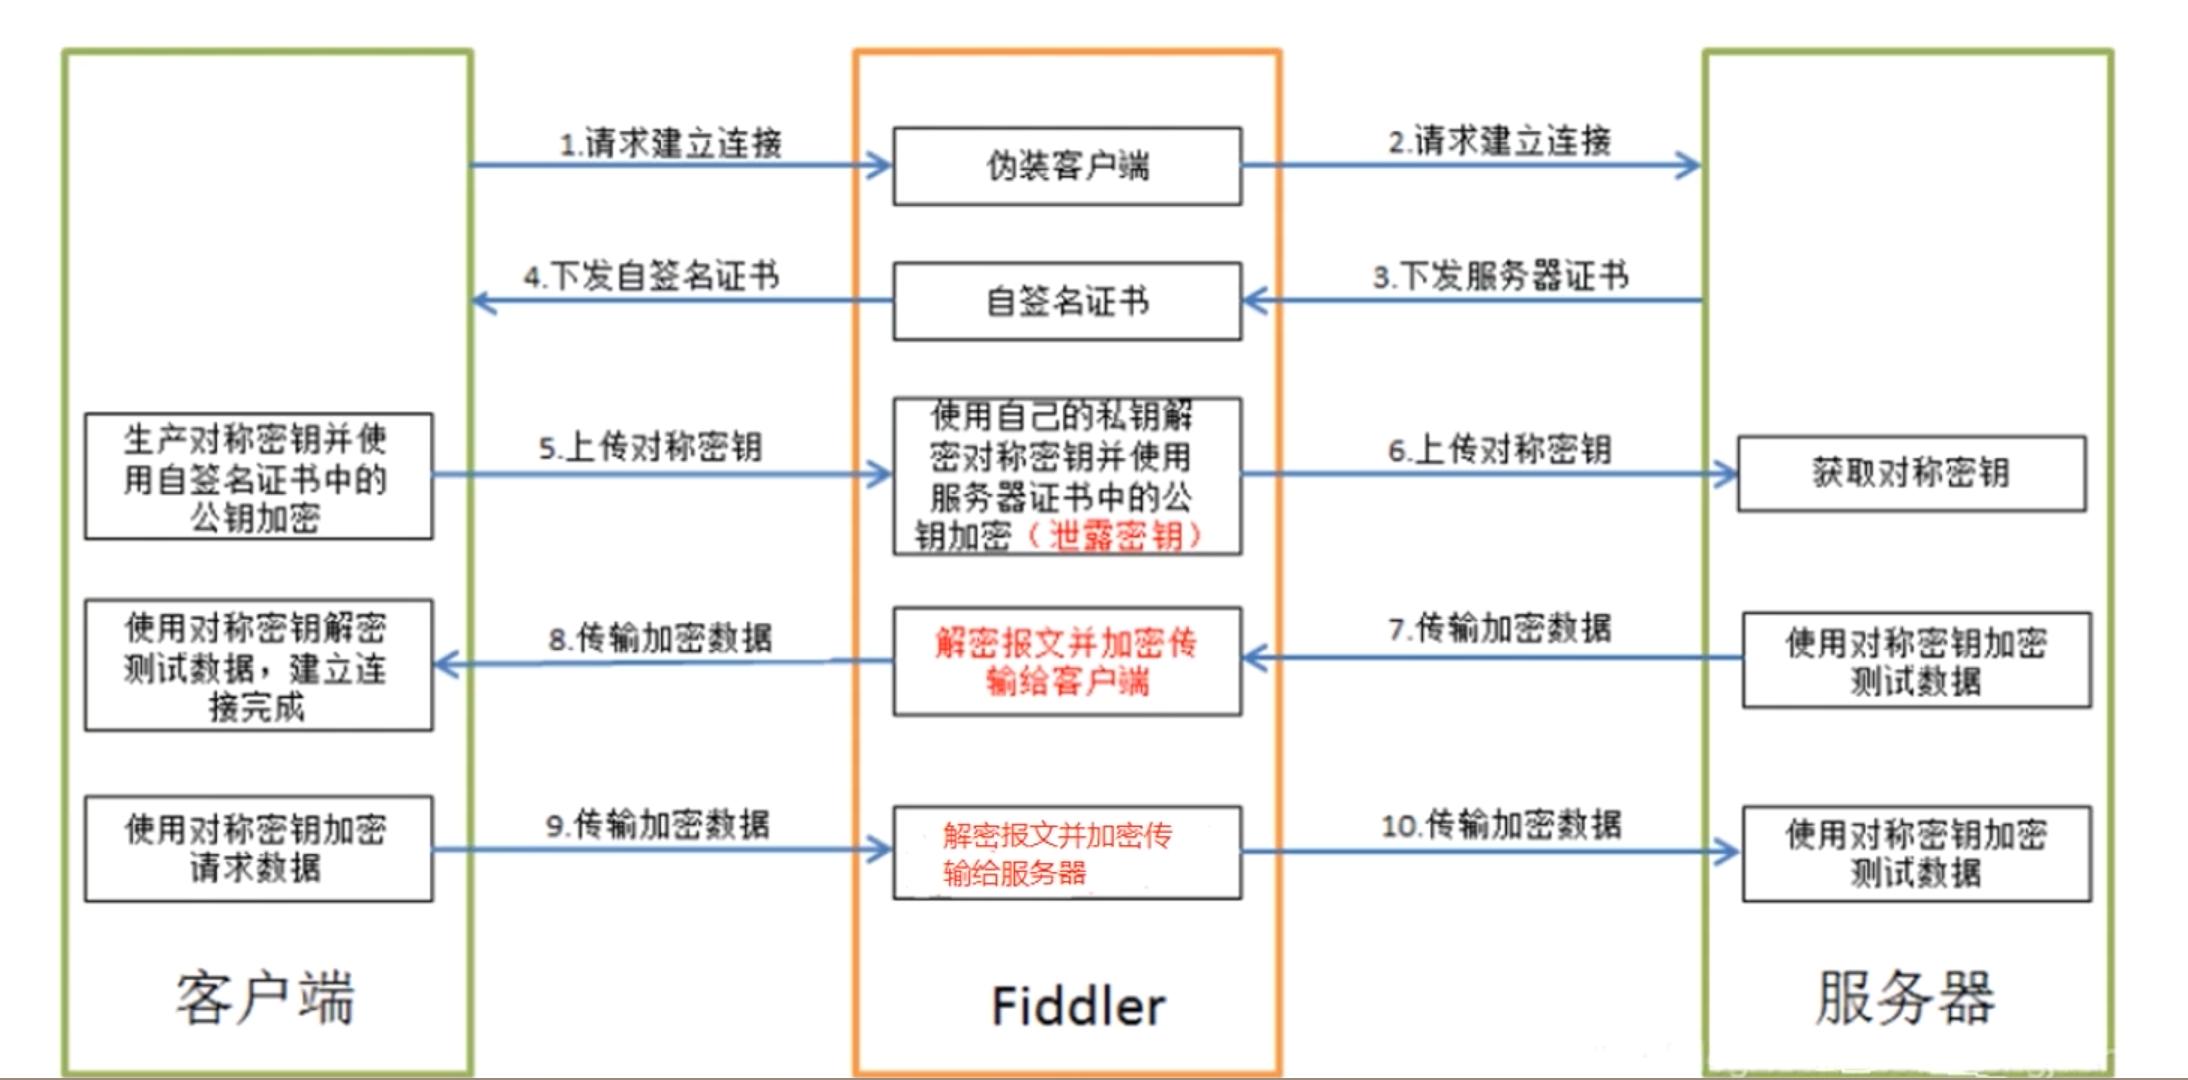 1.请求建立连接
伪装客户端
2.请求建立连接
4.下发自签名证书
自签名证书
3.下发服务器证书
生产对称密钥并使
用自签名证书中的
公钥加密
5.上传对称密钥
使用自己的私钥解
密对称密钥并使用
服务器证书中的公
钥加密（泄露密钥）
6.上传对称密钥
获取对称密钥
使用对称密钥解密
测试数据，建立连
接完成
8.传输加密数据
解密报文并加密传
输给客户端
7.传输加密数据
使用对称密钥加密
测试数据
使用对称密钥加密
请求数据
9.传输加密数据
解密报文并加密传
输给服务器
10.传输加密数据
使用对称密钥加密
测试数据
客户端
Fiddler
服务器